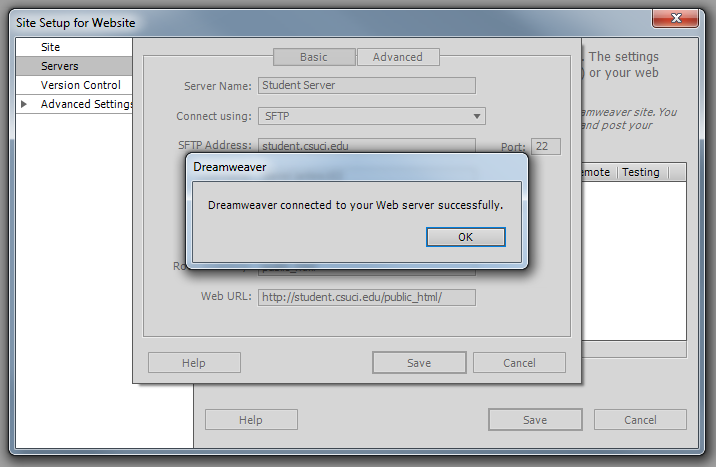 Site Setup for Website
Site
Servers
Version Control
Advanced Settings
Basic
Advanced
. The settings
) or your web
Server Name: Student Server
Connect using: SFTP
amweaver site. You
and post your
SFTP Address: student.csuci.edu
Port: 22
Dreamweaver
Dreamweaver connected to your Web server successfully.
OK
emote
Testing
Web URL: http://student.csuci.edu/public_html/
Help
Save
Cancel
Help
Save
Cancel